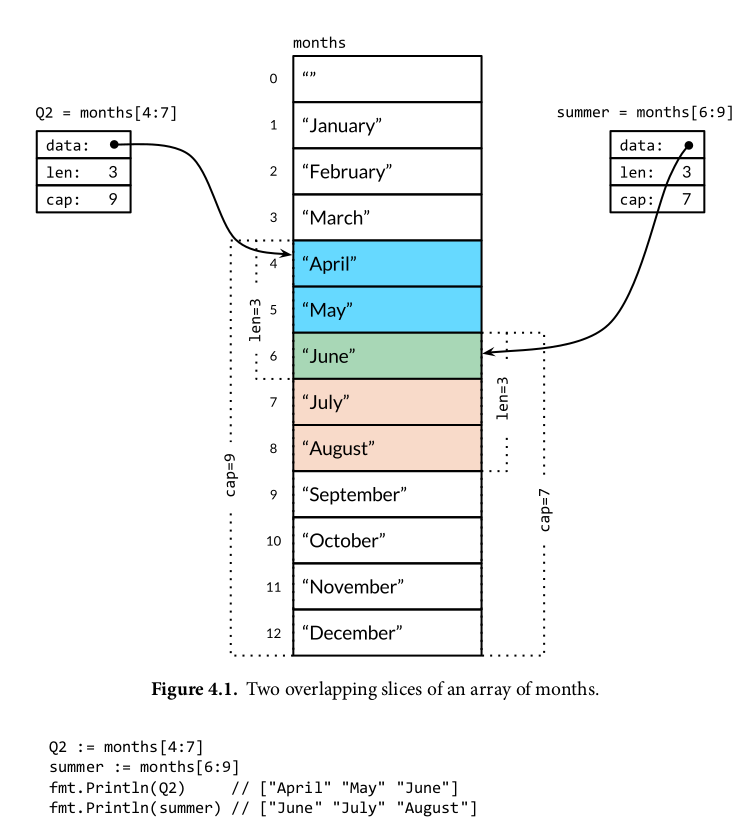 months
Q2 = months[4:7]
data:
len: 3
cap: 9
summer = months[6:9]
data:
len: 3
cap: 7
0 “”
1 “January”
2 “February”
3 “March”
4 “April”
5 “May”
6 “June”
7 “July”
8 “August”
9 “September”
10 “October”
11 “November”
12 “December”
len=3
cap=9
len=3
cap=7
Figure 4.1. Two overlapping slices of an array of months.
Q2 := months[4:7]
summer := months[6:9]
fmt.Println(Q2)     // ["April" "May" "June"]
fmt.Println(summer) // ["June" "July" "August"]